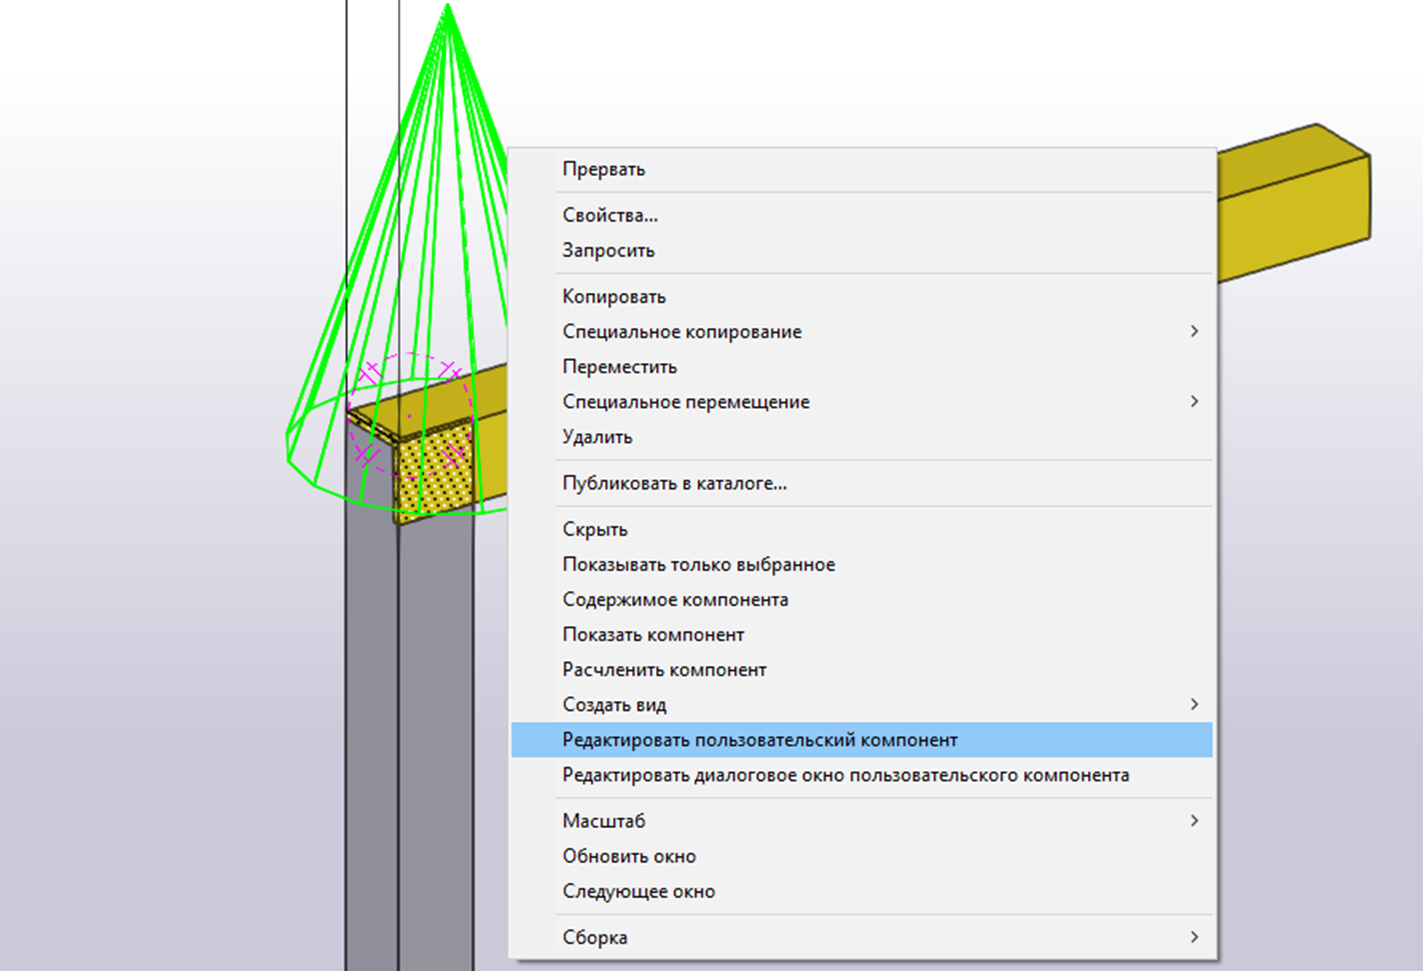 Прервать
Свойства...
Запросить
Копировать
Специальное копирование
Переместить
Специальное перемещение
Удалить
Публиковать в каталоге...
Скрыть
Показывать только выбранное
Содержимое компонента
Показать компонент
Расчленить компонент
Создать вид
Редактировать пользовательский компонент
Редактировать диалоговое окно пользовательского компонента
Масштаб
Обновить окно
Следующее окно
Сборка